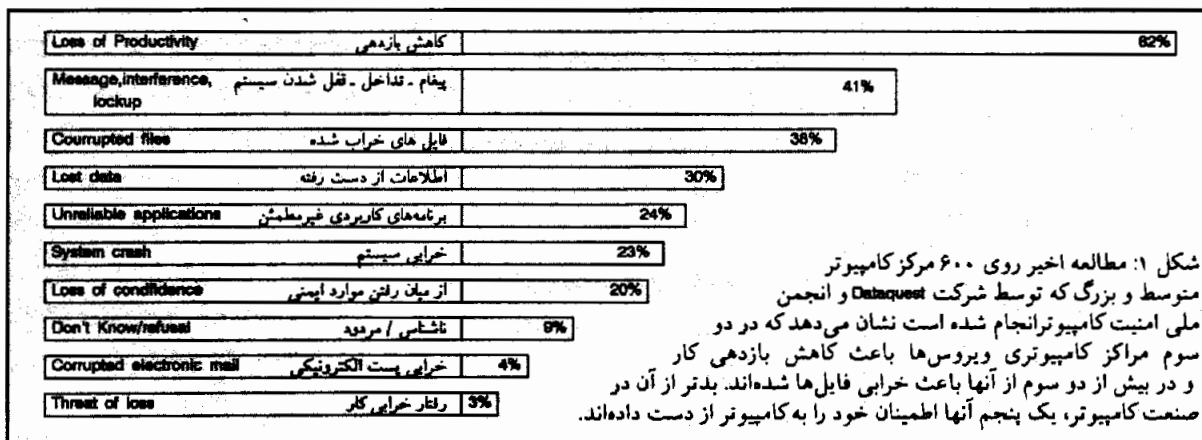 Loss of Productivity کاهش بازدهی 62%
Message,interference, پیغام - تداخل - قفل شدن سیستم 41%
lockup
Courrupted files فایل های خراب شده 38%
Lost data اطلاعات از دست رفته 30%
Unreliable applications برنامه‌های کاربردی غیرمطمئن 24%
System crash خرابی سیستم 23%
Loss of condfidence از میان رفتن موارد ایمنی 20%
Don't Know/refusal ناشناس / مردود 9%
Corrupted electronic mail خرابی پست الکترونیکی 4%
Threat of loss رفتار خرابی کار 3%
شکل ۱: مطالعه اخیر روی ۶۰۰ مرکز کامپیوتر
متوسط و بزرگ که توسط شرکت Dataquest و انجمن
ملی امنیت کامپیوترانجام شده است نشان می‌دهد که در دو
سوم مراکز کامپیوتری ویروس‌ها باعث کاهش بازدهی کار
و در بیش از دو سوم از آنها باعث خرابی فایل‌ها شده‌اند. بدتر از آن در
صنعت کامپیوتر، یک پنجم آنها اطمینان خود را به کامپیوتر از دست داده‌اند.